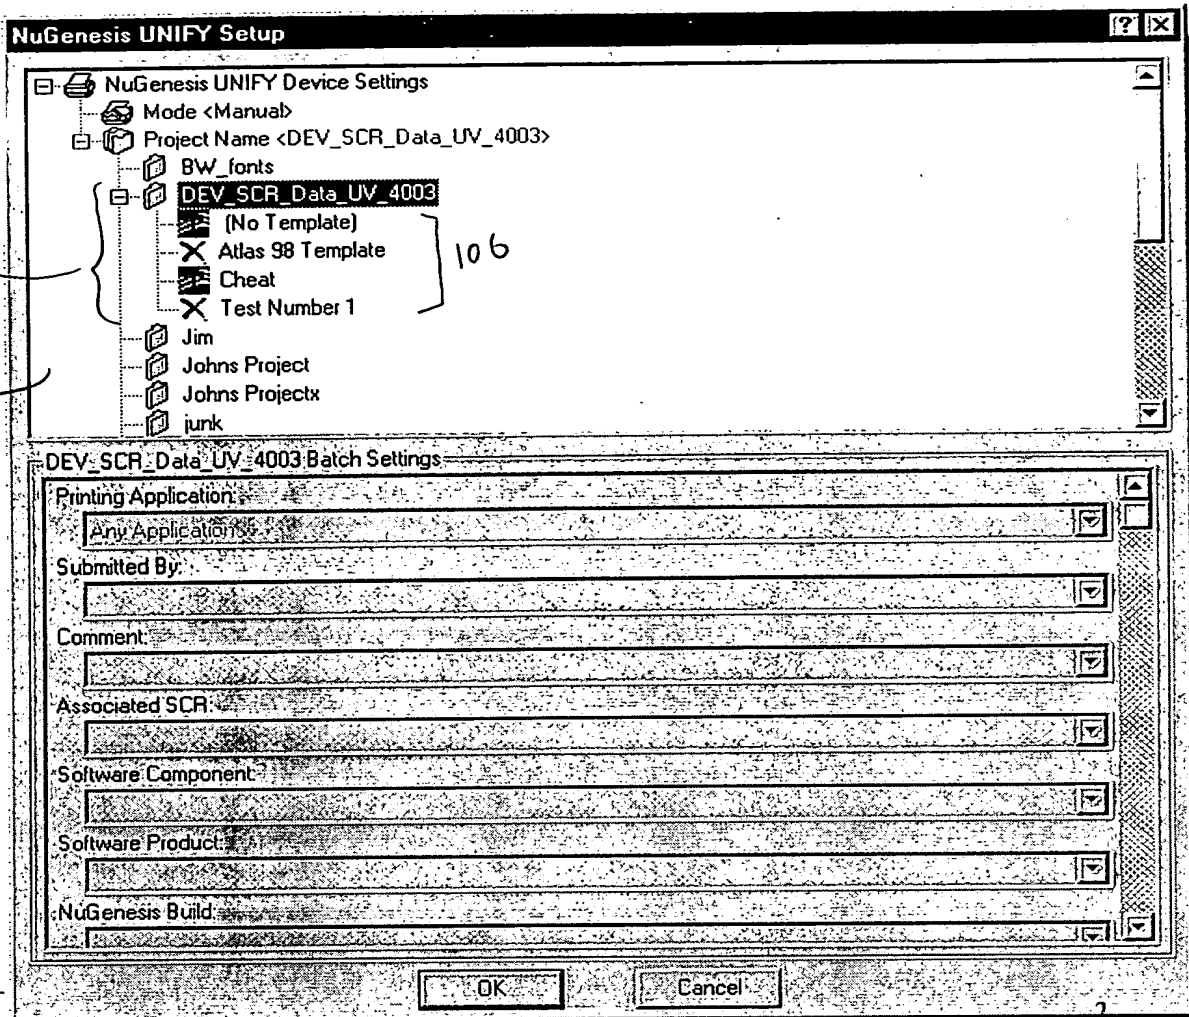 NuGenesis UNIFY Setup
NuGenesis UNIFY Device Settings
Mode <Manual>
Project Name <DEV_SCR_Data_UV_4003>
BW_fonts
DEV_SCR_Data_UV_4003
(No Template)
Atlas 98 Template
106
Cheat
Test Number 1
Jim
Johns Project
Johns Projectx
junk
DEV_SCR_Data_UV_4003 Batch Settings
Printing Application:
Any Application
Submitted By:
Comment:
Associated SCR:
Software Component:
Software Product:
NuGenesis Build:
OK
Cancel